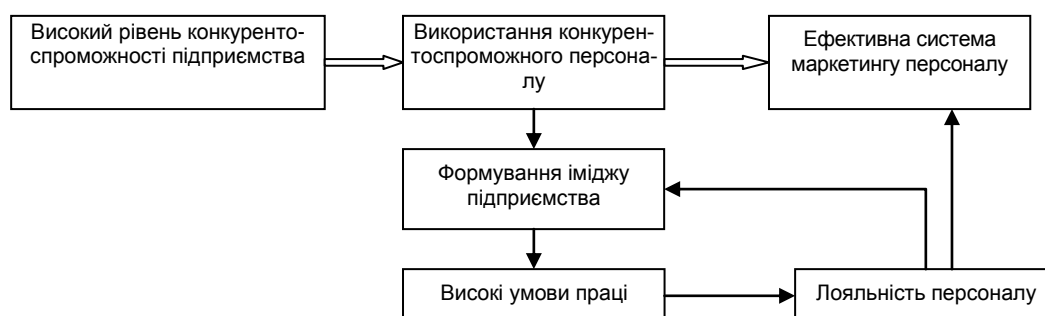 Високий рівень конкуренто-
спроможності підприємства
Використання конкурен-
тоспроможного персона-
лу
Ефективна система
маркетингу персоналу
Формування іміджу
підприємства
Високі умови праці
Лояльність персоналу